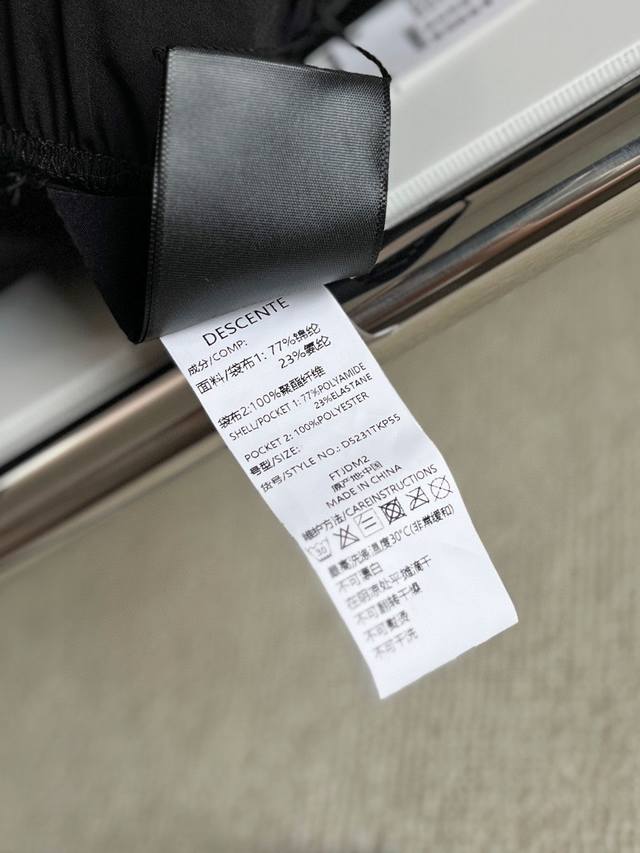 DESCENTE
成分/COMP:
面料/袋布1: 77%锦纶
23%氨纶
袋布2:100%聚酯纤维
SHELL/POCKET 1: 77%POLYAMIDE
23%ELASTANE
POCKET 2: 100%POLYESTER
号型/SIZE:
货号/STYLE NO.: D5231TKP55
FTJDM2
原产地:中国
MADE IN CHINA
维护方法/CAREINSTRUCTIONS
30
最高洗涤温度30°C(非常缓和)
不可漂白
在阴凉处平摊滴干
不可翻转干燥
不可熨烫
不可干洗